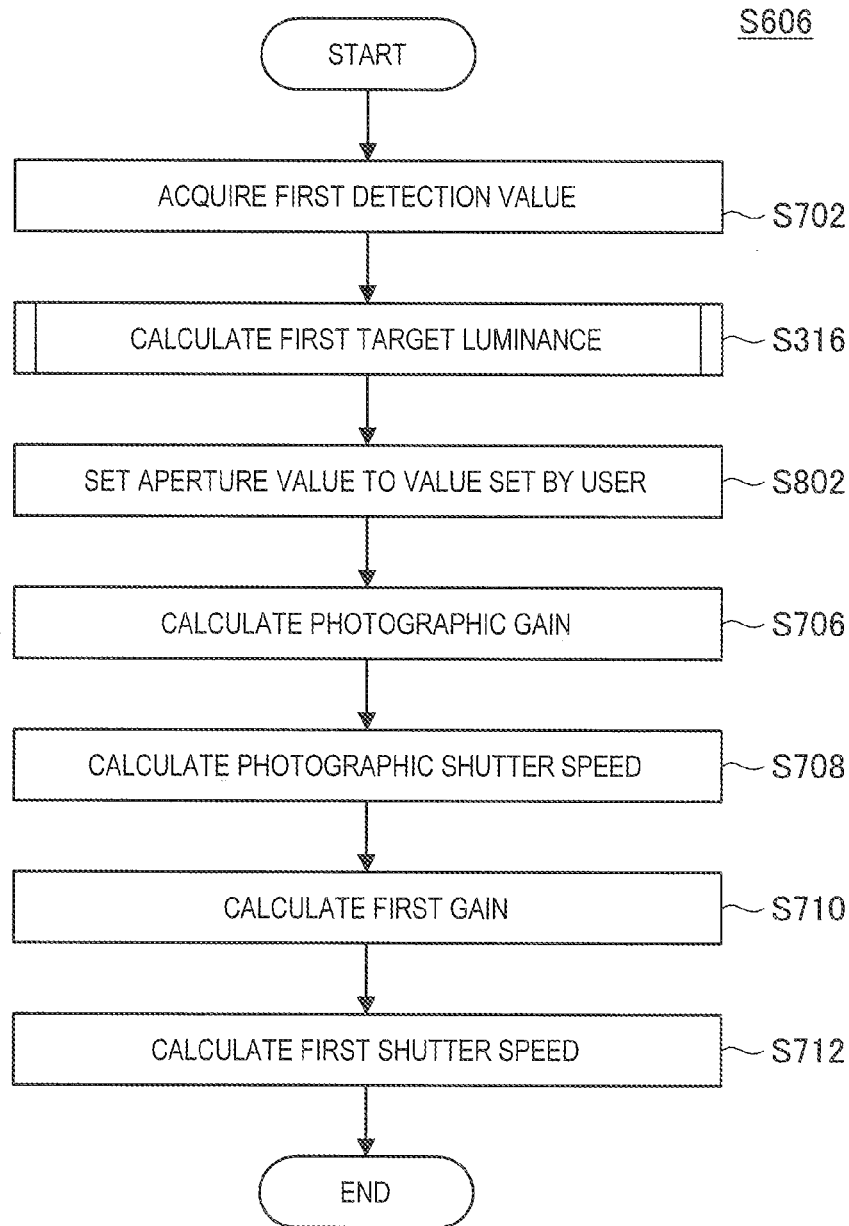 S606
START
ACQUIRE FIRST DETECTION VALUE
S702
CALCULATE FIRST TARGET LUMINANCE
S316
SET APERTURE VALUE TO VALUE SET BY USER
S802
CALCULATE PHOTOGRAPHIC GAIN
S706
CALCULATE PHOTOGRAPHIC SHUTTER SPEED
S708
CALCULATE FIRST GAIN
S710
CALCULATE FIRST SHUTTER SPEED
S712
END